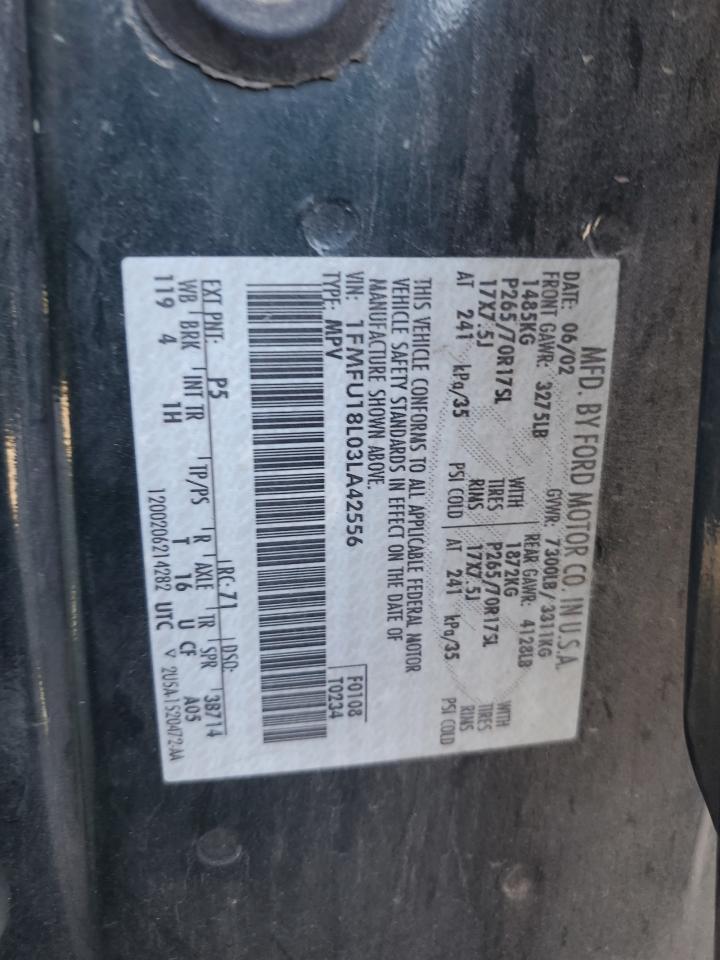 MFD. BY FORD MOTOR CO. IN U.S.A.
DATE: 06/02 GVWR: 7300LB/ 3311KG
FRONT GAWR: 3275LB REAR GAWR: 4128LB
1485KG WITH 1872KG WITH
P265/70R17SL TIRES P265/70R17SL TIRES
17X7.5J RIMS 17X7.5J RIMS
AT 241 kPa/35 PSI COLD AT 241 kPa/35 PSI COLD
THIS VEHICLE CONFORMS TO ALL APPLICABLE FEDERAL MOTOR
VEHICLE SAFETY STANDARDS IN EFFECT ON THE DATE OF
MANUFACTURE SHOWN ABOVE.
VIN: 1FMFU18L03LA42556 F0108
TYPE: MPV T0234
EXT PNT: P5 RC: 71 DSO: 38714
WB BRK INT TR TP/PS R AXLE TR SPR
119 4 1H T 16 U CF A05
1200206214282 UTC V 2U5A1520472AA